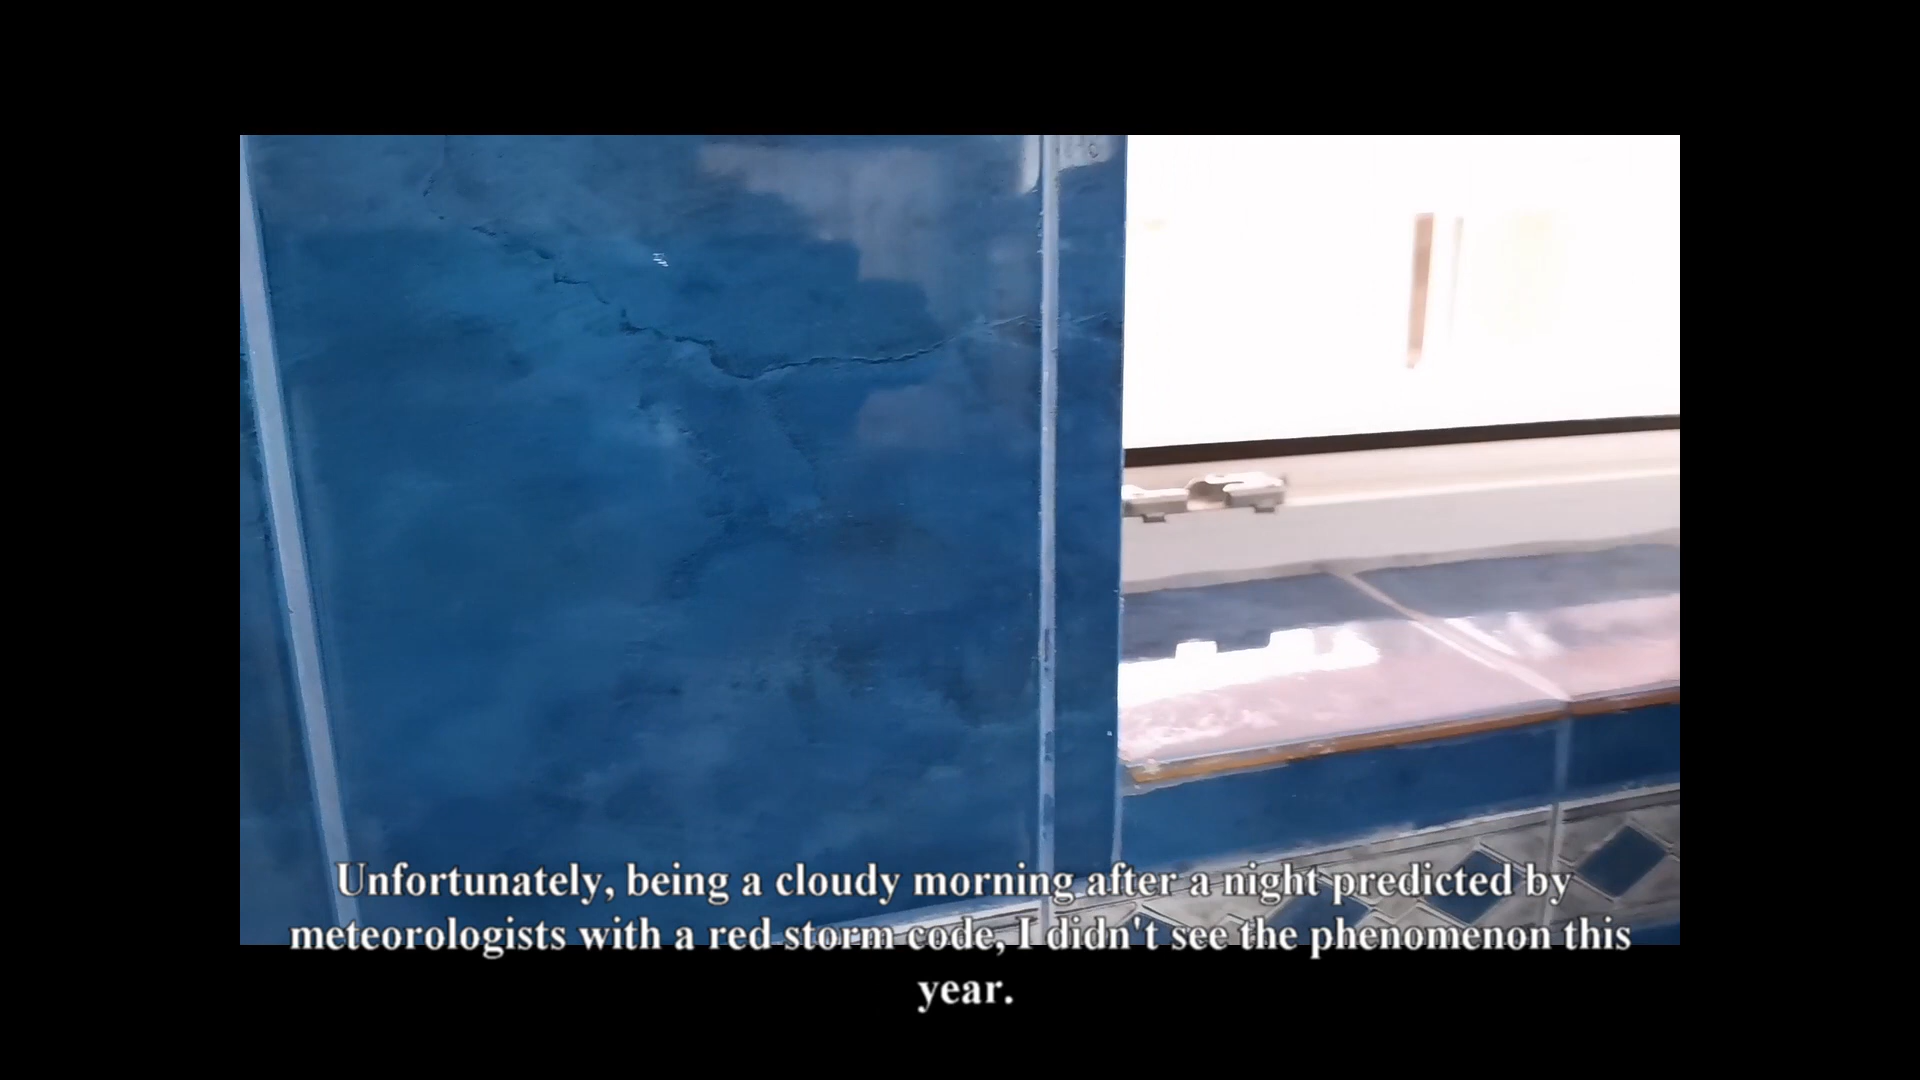 Unfortunately, being a cloudy morning after a night predicted by
meteorologists with a red storm code, I didn't see the phenomenon this
year.